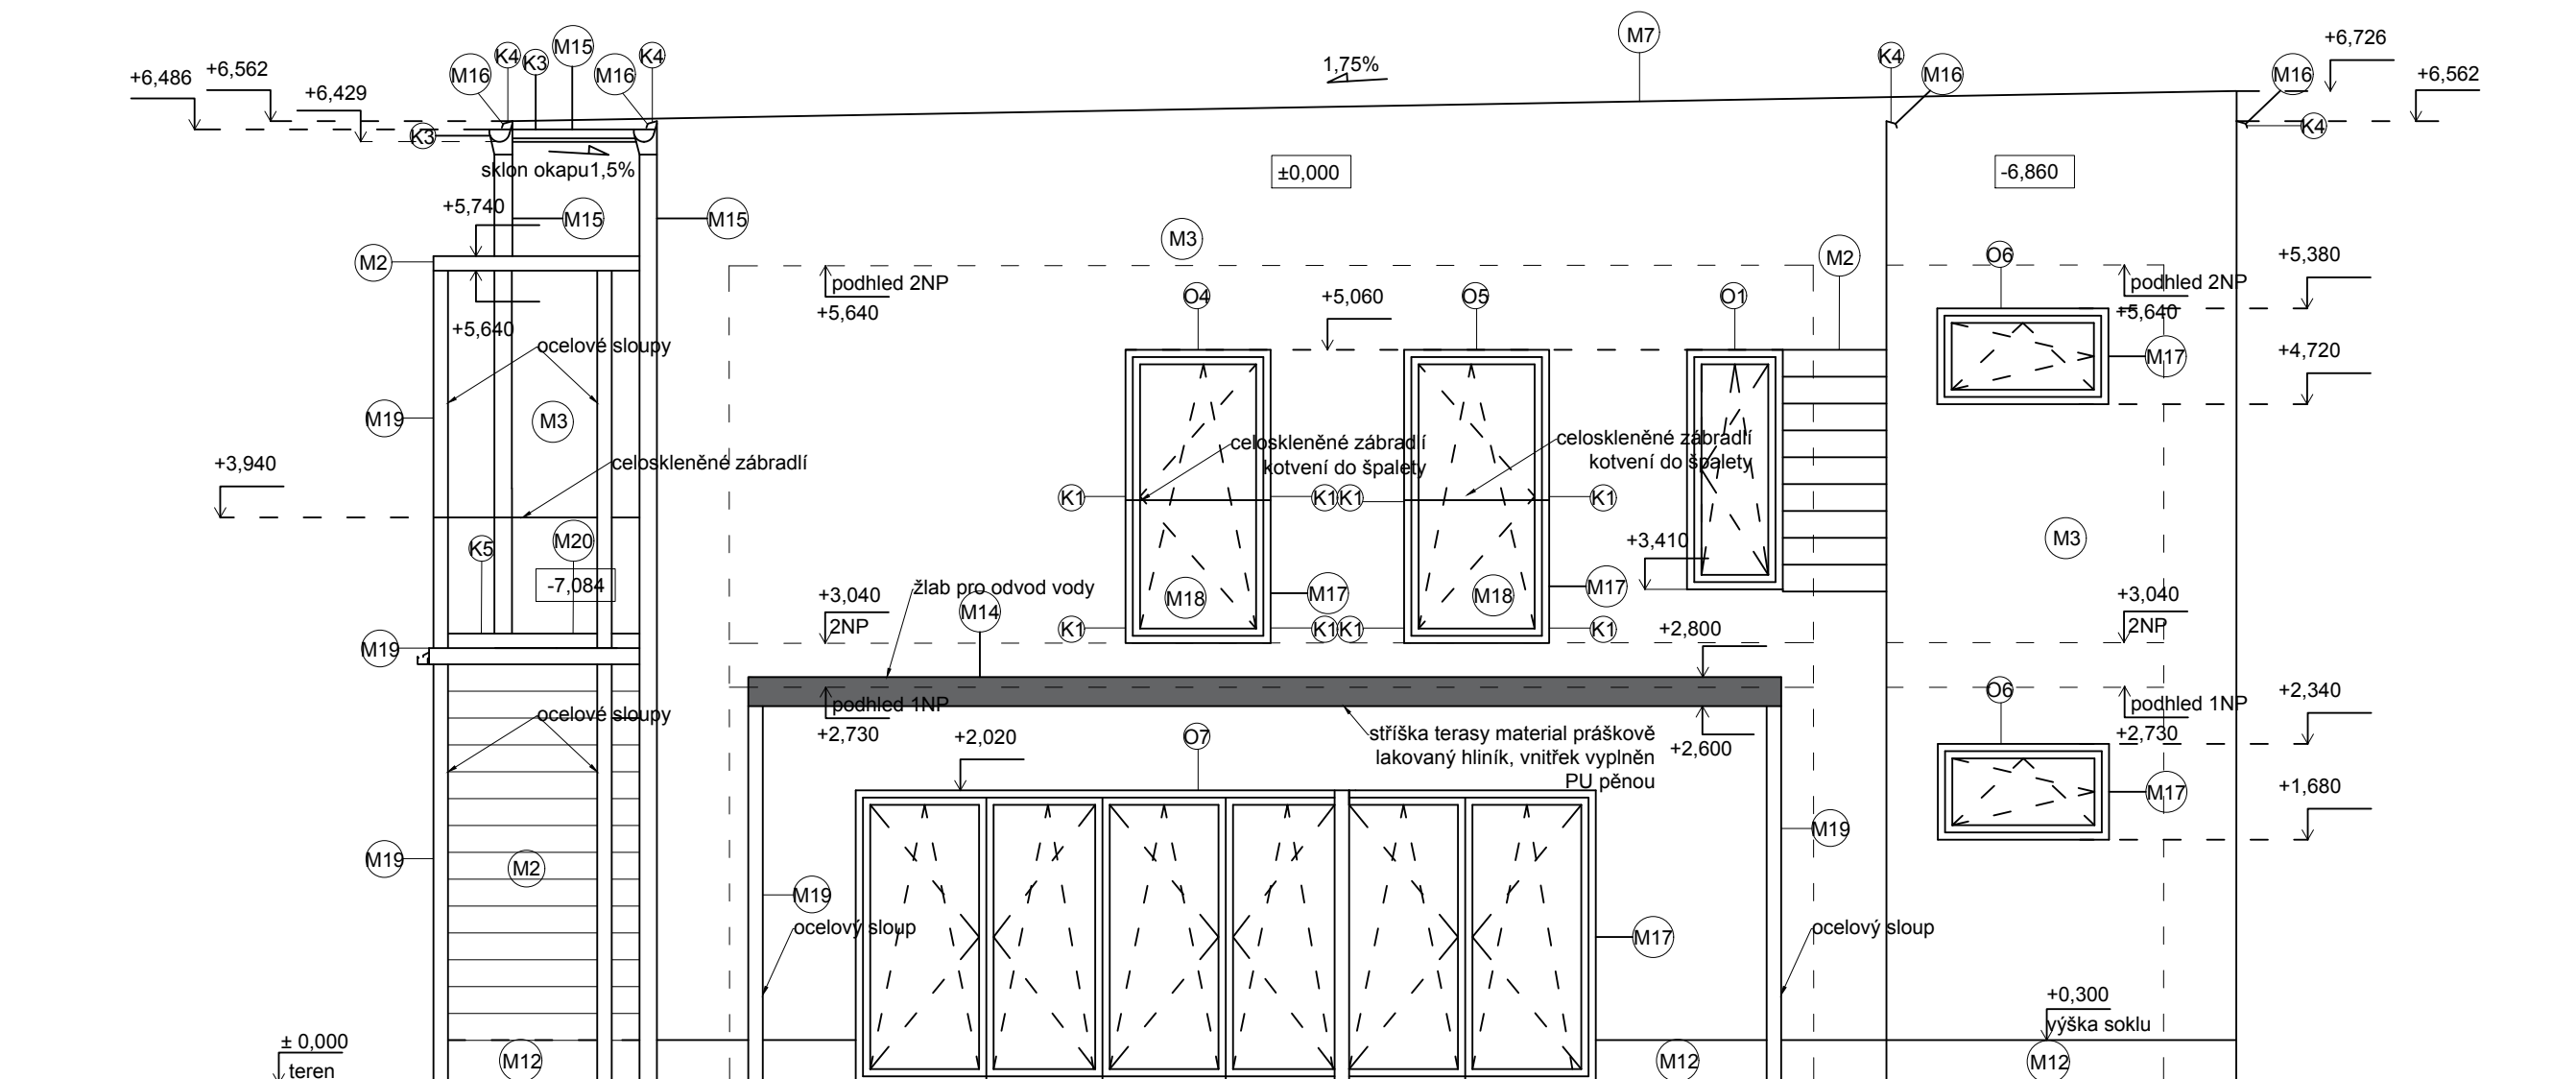 M7
+6,726
M15
K4
K3
K4
K4
M16
M16
M16
M16
1,75%
+6,486
+6,562
+6,429
+6,562
K3
K4
sklon okapu1,5%
±0,000
-6,860
+5,740
M15
M15
M3
M2
M2
O6
+5,380
podhled 2NP
+5,640
podhled 2NP
+5,640
O4
+5,060
O5
O1
+5,640
ocelové sloupy
+4,720
M17
M19
M3
celoskleněné zábradlí
kotvení do špalety
celoskleněné zábradlí
kotvení do špalety
+3,940
celoskleněné zábradlí
K1
K1
K1
K1
K5
M20
+3,410
M3
-7,084
žlab pro odvod vody
M14
+3,040
2NP
M18
M17
M18
M17
+3,040
2NP
K1
K1
K1
K1
+2,800
M19
O6
+2,340
podhled 1NP
+2,730
podhled 1NP
+2,730
ocelové sloupy
+2,020
O7
stříška terasy material práškově
lakovaný hliník, vnitřek vyplněn
PU pěnou
+2,600
+1,680
M17
M19
M2
M19
M19
ocelový sloup
M17
ocelový sloup
+0,300
výška soklu
± 0,000
teren
M12
M12
M12